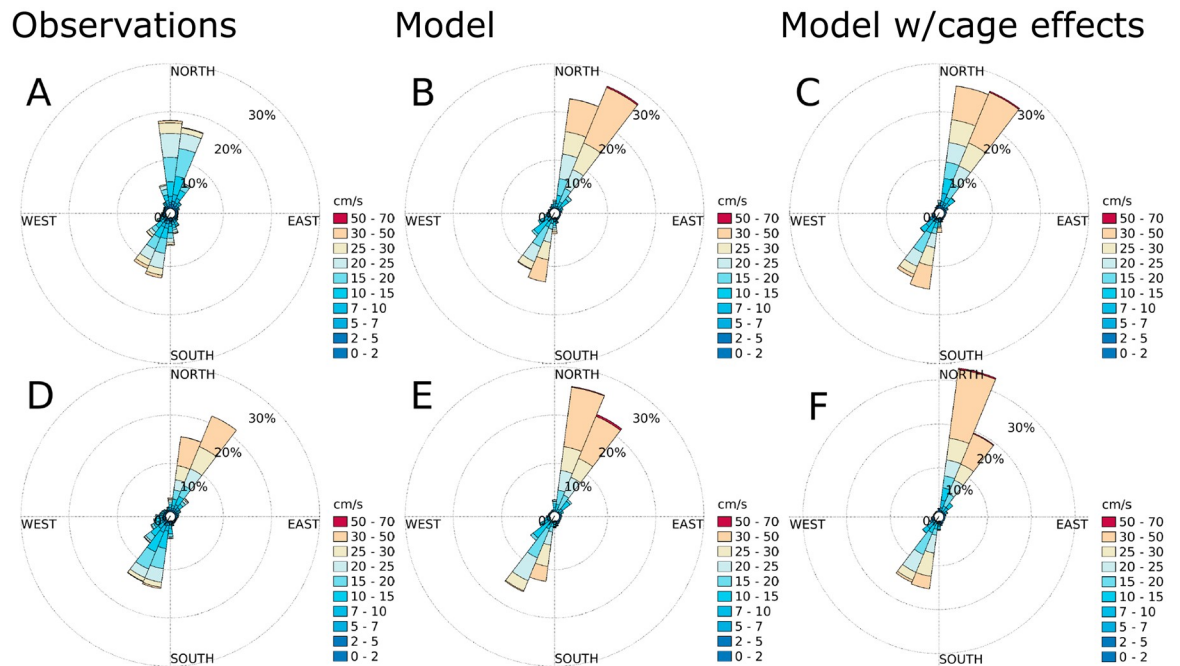 Observations Model Model w/cage effects
A
NORTH
30%
20%
10%
0%
WEST EAST
SOUTH
cm/s
50 - 70
30 - 50
25 - 30
20 - 25
15 - 20
10 - 15
7 - 10
5 - 7
2 - 5
0 - 2
B
NORTH
30%
20%
10%
0%
WEST EAST
SOUTH
cm/s
50 - 70
30 - 50
25 - 30
20 - 25
15 - 20
10 - 15
7 - 10
5 - 7
2 - 5
0 - 2
C
NORTH
30%
20%
10%
0%
WEST EAST
SOUTH
cm/s
50 - 70
30 - 50
25 - 30
20 - 25
15 - 20
10 - 15
7 - 10
5 - 7
2 - 5
0 - 2
D
NORTH
30%
20%
10%
0%
WEST EAST
SOUTH
cm/s
50 - 70
30 - 50
25 - 30
20 - 25
15 - 20
10 - 15
7 - 10
5 - 7
2 - 5
0 - 2
E
NORTH
30%
20%
10%
0%
WEST EAST
SOUTH
cm/s
50 - 70
30 - 50
25 - 30
20 - 25
15 - 20
10 - 15
7 - 10
5 - 7
2 - 5
0 - 2
F
NORTH
30%
20%
10%
0%
WEST EAST
SOUTH
cm/s
50 - 70
30 - 50
25 - 30
20 - 25
15 - 20
10 - 15
7 - 10
5 - 7
2 - 5
0 - 2